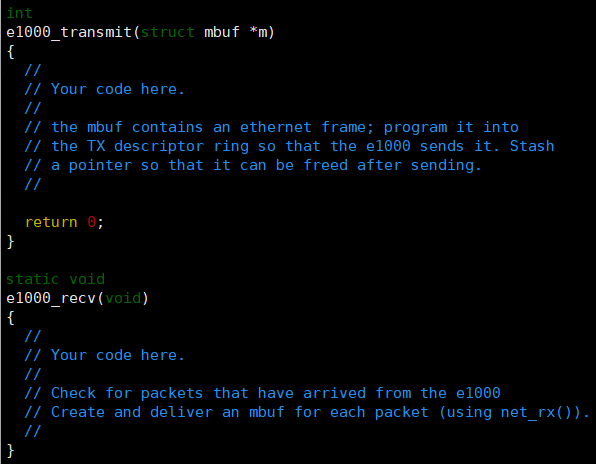 int
e1000_transmit(struct mbuf *m)
{
  //
  // Your code here.
  //
  // the mbuf contains an ethernet frame; program it into
  // the TX descriptor ring so that the e1000 sends it. Stash
  // a pointer so that it can be freed after sending.
  //

  return 0;
}

static void
e1000_recv(void)
{
  //
  // Your code here.
  //
  // Check for packets that have arrived from the e1000
  // Create and deliver an mbuf for each packet (using net_rx()).
  //
}